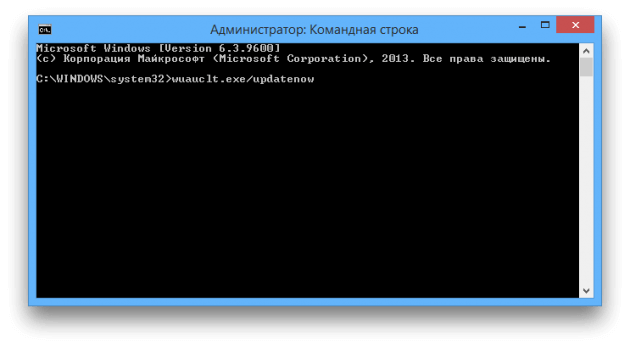 Администратор: Командная строка
Microsoft Windows [Version 6.3.9600]
(c) Корпорация Майкрософт (Microsoft Corporation), 2013. Все права защищены.
C:\WINDOWS\system32>wuauclt.exe/updatenow